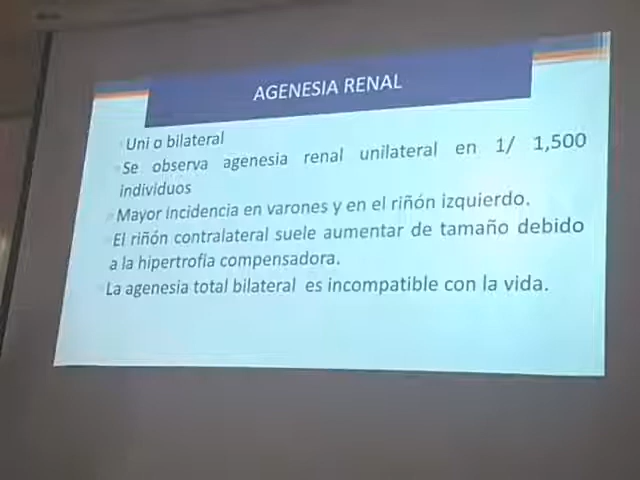 AGENESIA RENAL
Uni o bilateral
Se observa agenesia renal unilateral en 1/ 1,500
individuos
Mayor incidencia en varones y en el riñón izquierdo.
El riñón contralateral suele aumentar de tamaño debido
a la hipertrofia compensadora.
La agenesia total bilateral es incompatible con la vida.